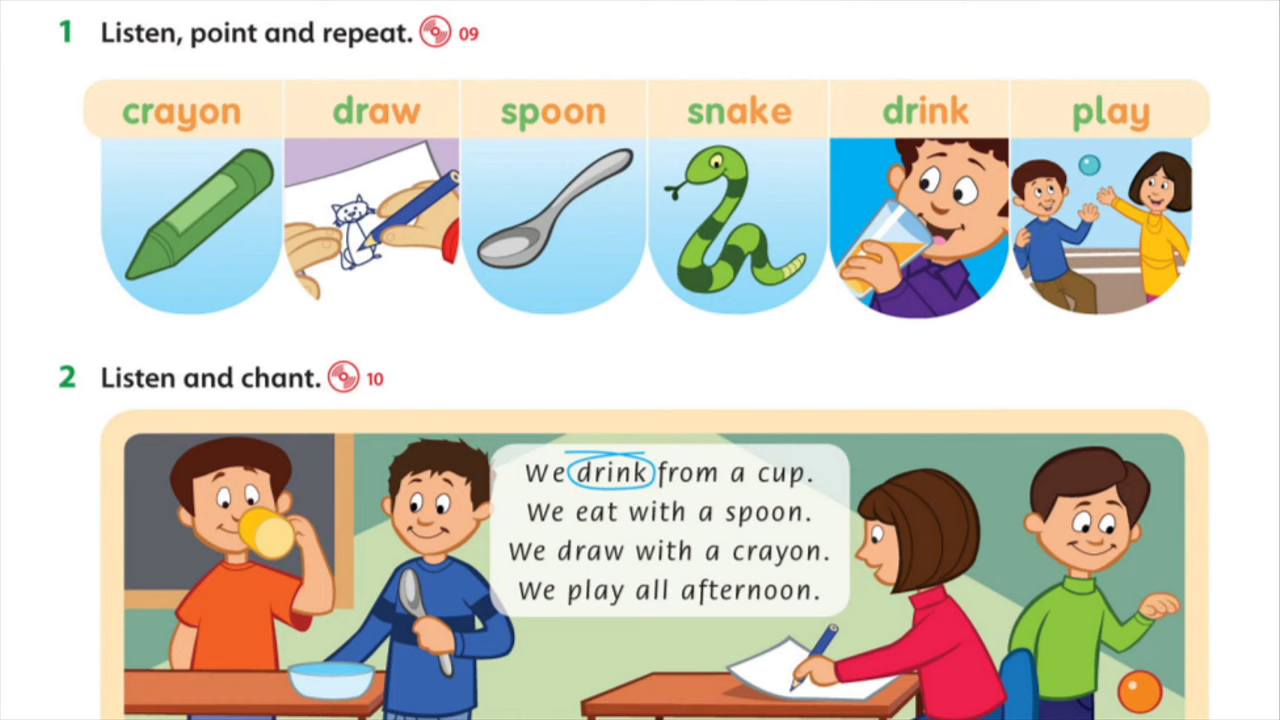 1 Listen, point and repeat. 09
crayon draw spoon snake drink play
2 Listen and chant. 10
We drink from a cup.
We eat with a spoon.
We draw with a crayon.
We play all afternoon.